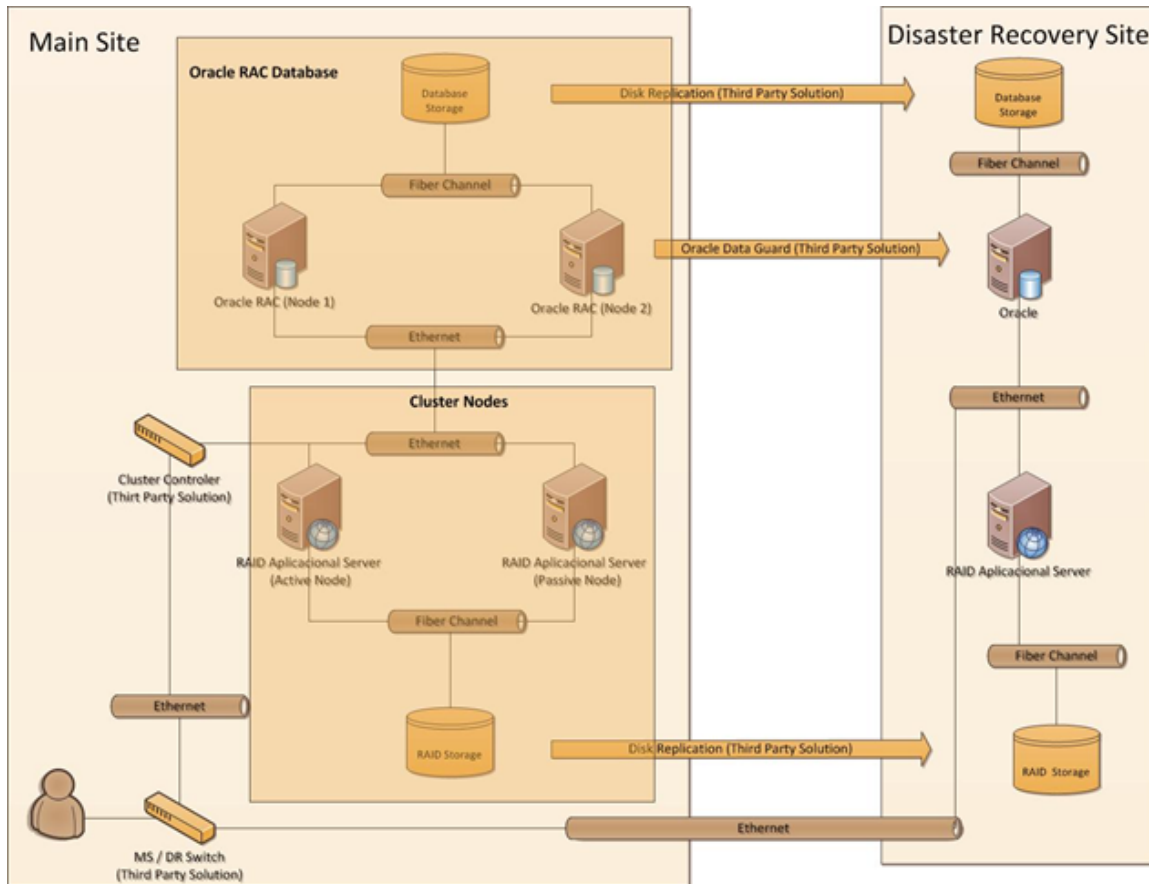 Main Site
Disaster Recovery Site
Oracle RAC Database
Database
Storage
Disk Replication (Third Party Solution)
Database
Storage
Fiber Channel
Fiber Channel
Oracle RAC (Node 1)
Oracle RAC (Node 2)
Oracle Data Guard (Third Party Solution)
Oracle
Ethernet
Ethernet
Cluster Nodes
Ethernet
Cluster Controler
(Thirt Party Solution)
RAID Aplicacional Server
(Active Node)
RAID Aplicacional Server
(Passive Node)
RAID Aplicacional Server
Fiber Channel
Fiber Channel
Ethernet
RAID Storage
Disk Replication (Third Party Solution)
RAID Storage
Ethernet
MS / DR Switch
(Third Party Solution)